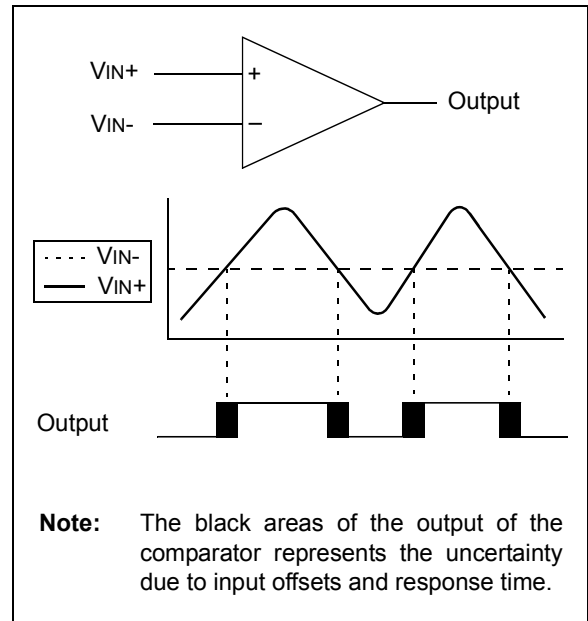 VIN+
+
Output
VIN-
–
VIN-
VIN+
Output
Note: The black areas of the output of the
comparator represents the uncertainty
due to input offsets and response time.